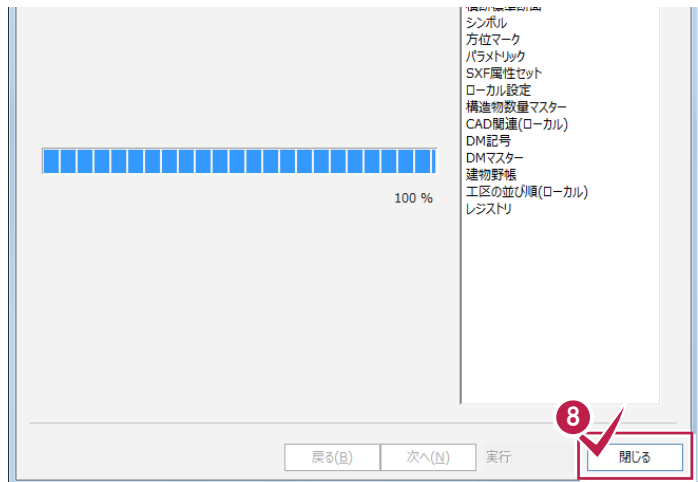 シンボル
方位マーク
パラメトリック
SXF属性セット
ローカル設定
構造物数量マスター
CAD関連(ローカル)
DM記号
DMマスター
建物野帳
工区の並び順(ローカル)
レジストリ
100 %
8
戻る(B)
次へ(N)
実行
閉じる